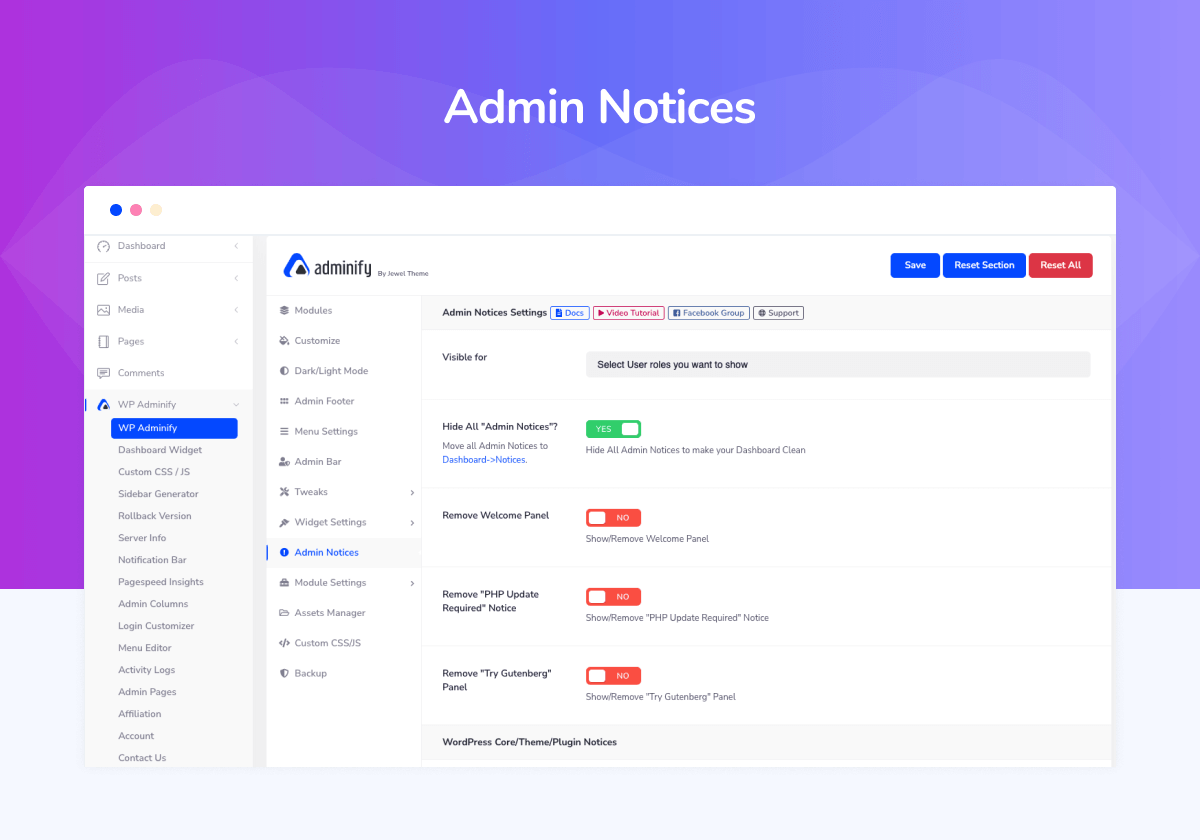 Admin Notices
Dashboard
Posts
Media
Pages
Comments
WP Adminify
WP Adminify
Dashboard Widget
Custom CSS / JS
Sidebar Generator
Rollback Version
Server Info
Notification Bar
Pagespeed Insights
Admin Columns
Login Customizer
Menu Editor
Activity Logs
Admin Pages
Affiliation
Account
Contact Us
adminify By Jewel Theme
Save Reset Section Reset All
Modules
Customize
Dark/Light Mode
Admin Footer
Menu Settings
Admin Bar
Tweaks
Widget Settings
Admin Notices
Module Settings
Assets Manager
Custom CSS/JS
Backup
Admin Notices Settings Docs Video Tutorial Facebook Group Support
Visible for
Select User roles you want to show
Hide All "Admin Notices"?
Move all Admin Notices to
Dashboard->Notices.
YES
Hide All Admin Notices to make your Dashboard Clean
Remove Welcome Panel
NO
Show/Remove Welcome Panel
Remove "PHP Update
Required" Notice
NO
Show/Remove "PHP Update Required" Notice
Remove "Try Gutenberg"
Panel
NO
Show/Remove "Try Gutenberg" Panel
WordPress Core/Theme/Plugin Notices